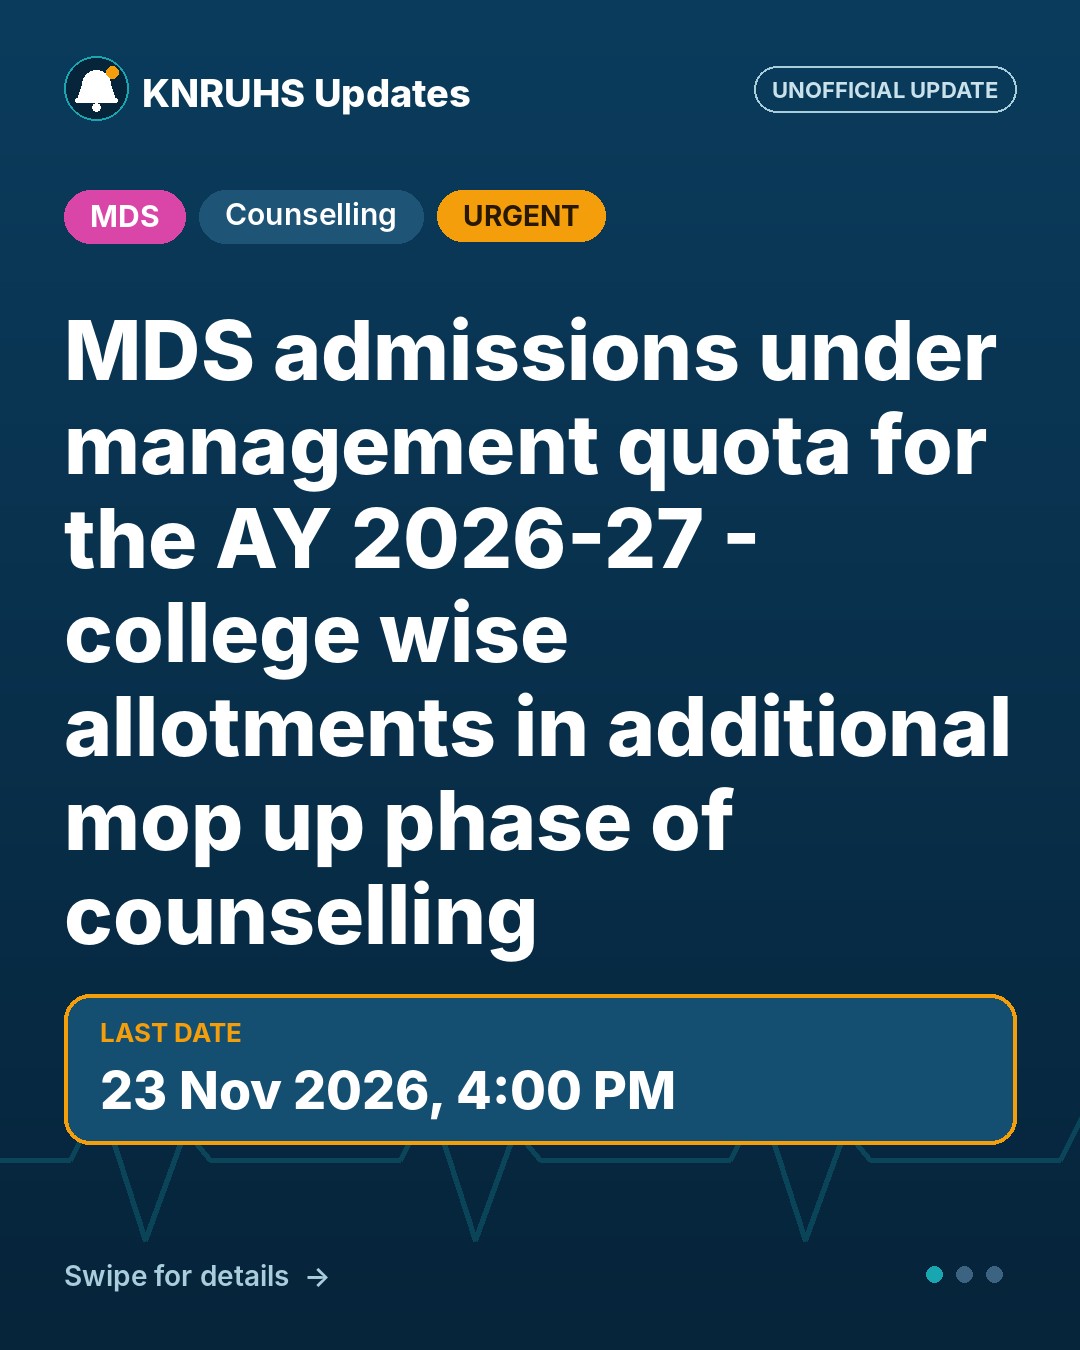 KNRUHS Updates
UNOFFICIAL UPDATE
MDS
Counselling
URGENT
MDS admissions under
management quota for
the AY 2026-27 -
college wise
allotments in additional
mop up phase of
counselling
LAST DATE
23 Nov 2026, 4:00 PM
Swipe for details →